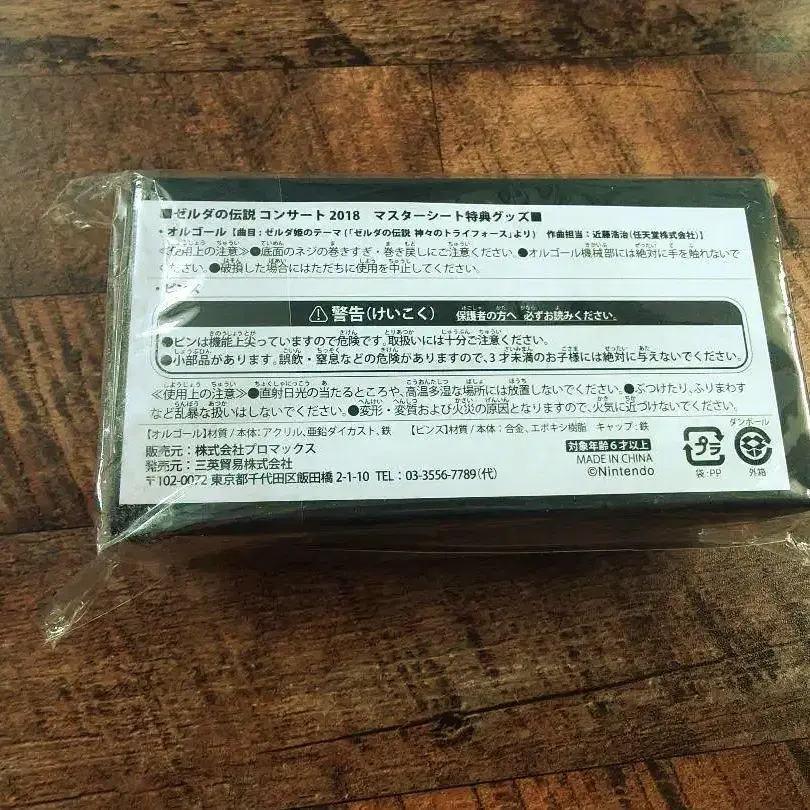 ■ゼルダの伝説 コンサート 2018　マスターシート特典グッズ■
・オルゴール【曲目：ゼルダ姫のテーマ（「ゼルダの伝説 神々のトライフォース」より）　作曲担当：近藤浩治(任天堂株式会社)】
≪使用上の注意≫●底面のネジの巻きすぎ・巻き戻しにご注意ください。●オルゴール機械部には絶対に手を触れないで
ください。●破損した場合にはただちに使用を中止してください。
・ピンズ
⚠警告（けいこく）　保護者の方へ 必ずお読みください。
●ピンは機能上尖っていますので危険です。取扱いには十分ご注意ください。
●小部品があります。誤飲・窒息などの危険がありますので、3才未満のお子様には絶対に与えないでください。
≪使用上の注意≫●直射日光の当たるところや、高温多湿な場所には放置しないでください。●ぶつけたり、ふりまわす
など乱暴な扱いはしないでください。●変形・変質および火災の原因となりますので、火気に近づけないでください。
【オルゴール】材質 / 本体：アクリル、亜鉛ダイカスト、鉄　【ピンズ】材質 / 本体：合金、エポキシ樹脂　キャップ：鉄
販売元：株式会社プロマックス
発売元：三英貿易株式会社
〒102-0072 東京都千代田区飯田橋 2-1-10　TEL：03-3556-7789（代）
対象年齢6才以上
MADE IN CHINA
©Nintendo
プラ
袋:PP
ダンボール
外箱